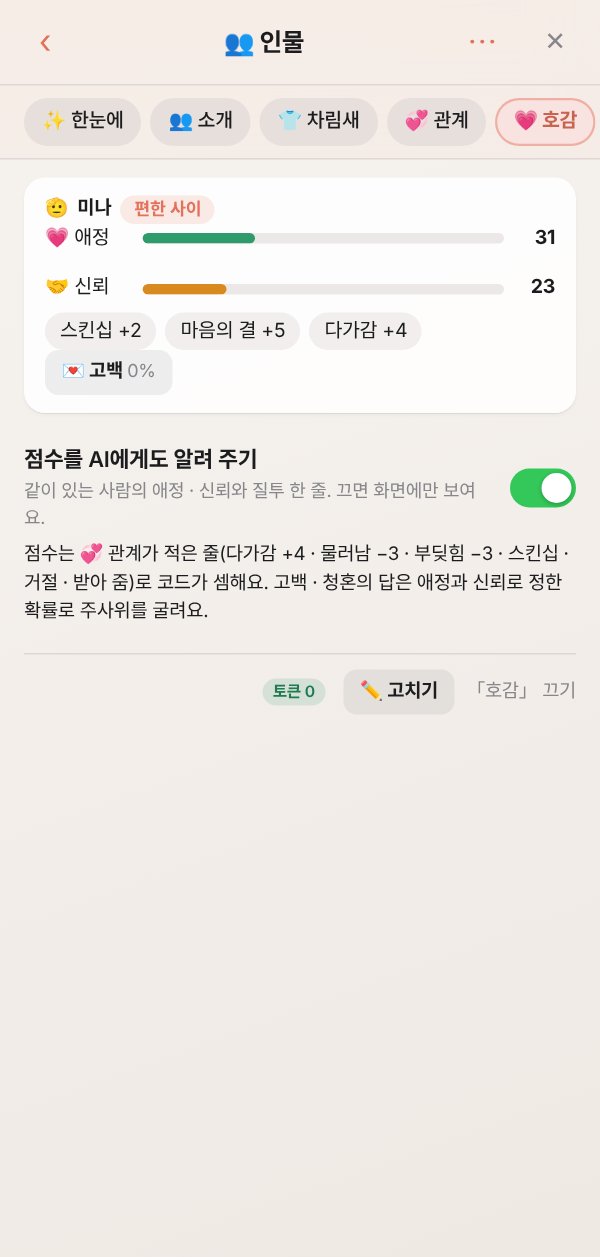 인물
한눈에 소개 차림새 관계 호감
미나 편한 사이
애정 31
신뢰 23
스킨십 +2 마음의 결 +5 다가감 +4
고백 0%
점수를 AI에게도 알려 주기
같이 있는 사람의 애정 · 신뢰와 질투 한 줄. 끄면 화면에만 보여
요.
점수는 💞 관계가 적은 줄(다가감 +4 · 물러남 −3 · 부딪힘 −3 · 스킨십 ·
거절 · 받아 줌)로 코드가 셈해요. 고백 · 청혼의 답은 애정과 신뢰로 정한
확률로 주사위를 굴려요.
토큰 0 고치기 「호감」 끄기